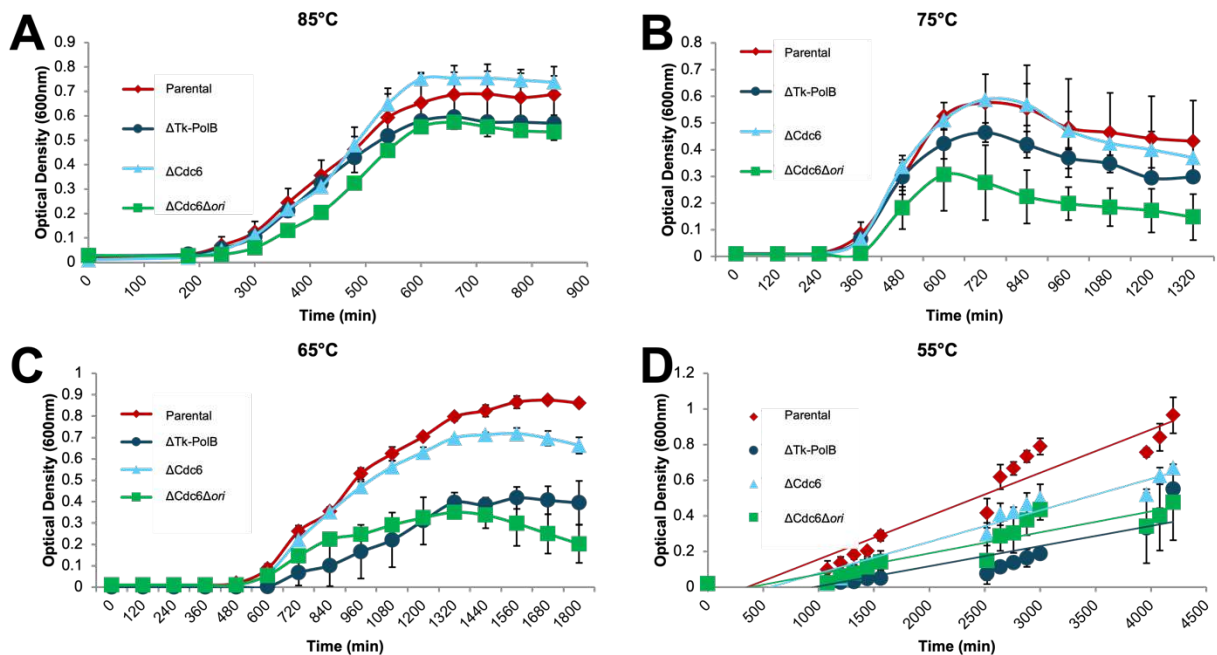 A
85°C
Optical Density (600nm)
0.9
0.8
0.7
0.6
0.5
0.4
0.3
0.2
0.1
0
Parental
ΔTk-PolB
ΔCdc6
ΔCdc6Δori
0
100
200
300
400
500
600
700
800
900
Time (min)
B
75°C
Optical Density (600nm)
0.8
0.7
0.6
0.5
0.4
0.3
0.2
0.1
0
Parental
ΔTk-PolB
ΔCdc6
ΔCdc6Δori
0
120
240
360
480
600
720
840
960
1080
1200
1320
Time (min)
C
65°C
Optical Density (600nm)
1
0.9
0.8
0.7
0.6
0.5
0.4
0.3
0.2
0.1
0
Parental
ΔTk-PolB
ΔCdc6
ΔCdc6Δori
0
120
240
360
480
600
720
840
960
1080
1200
1320
1440
1560
1680
1800
Time (min)
D
55°C
Optical Density (600nm)
1.2
1
0.8
0.6
0.4
0.2
0
Parental
ΔTk-PolB
ΔCdc6
ΔCdc6Δori
0
500
1000
1500
2000
2500
3000
3500
4000
4500
Time (min)